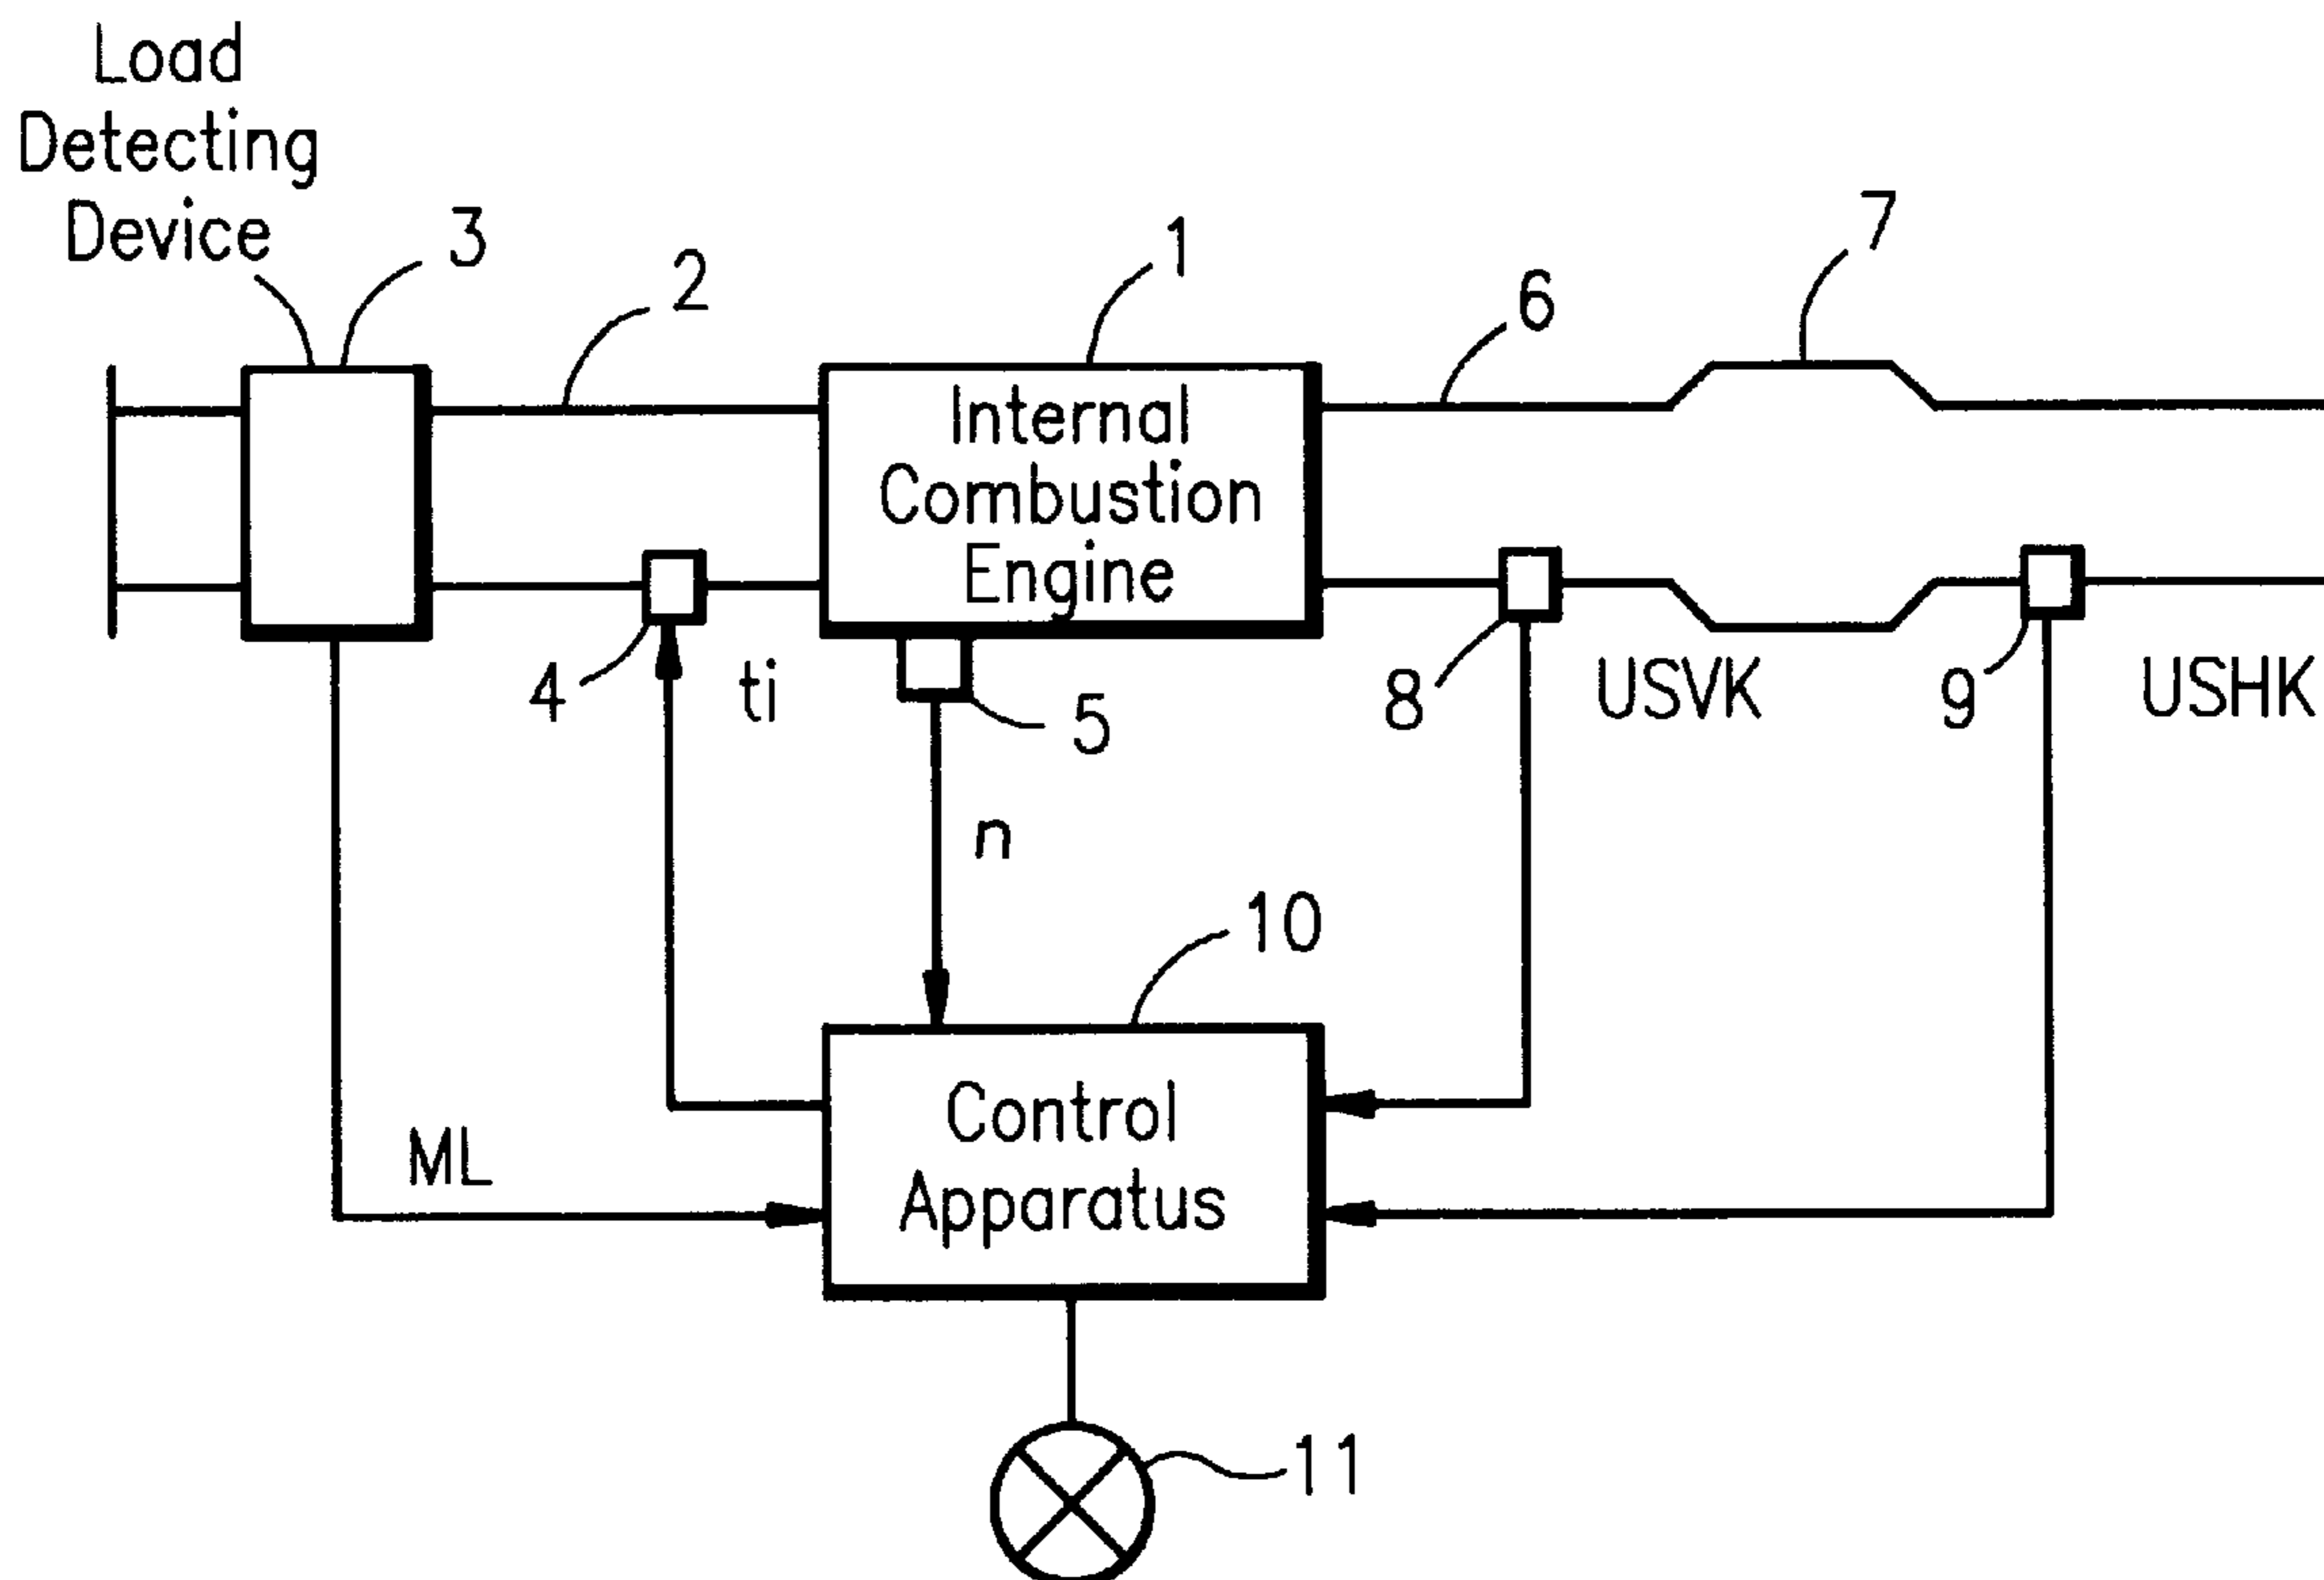 Load
Detecting
Device
3
2
1
6
7
Internal
Combustion
Engine
4
ti
5
8
USVK
9
USHK
n
10
Control
Apparatus
ML
11